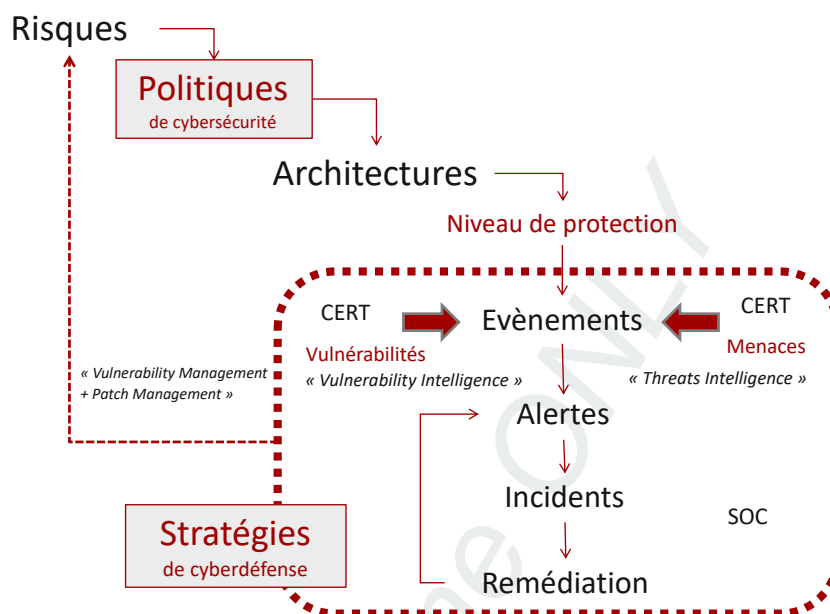 Risques
Politiques
de cybersécurité
Architectures
Niveau de protection
CERT
Evènements
CERT
Vulnérabilités
Menaces
« Vulnerability Management
+ Patch Management »
« Vulnerability Intelligence »
« Threats Intelligence »
Alertes
Incidents
SOC
Stratégies
de cyberdéfense
Remédiation
ONLY